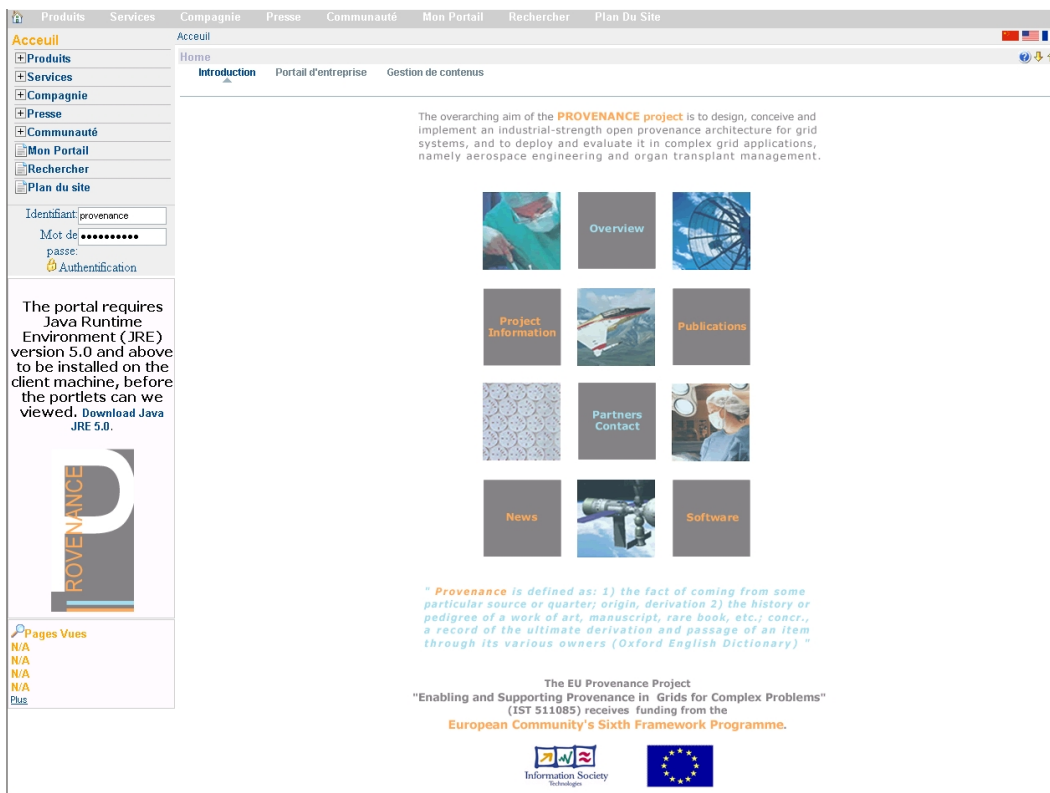 Produits Services Compagnie Presse Communauté Mon Portail Rechercher Plan Du Site
Acceuil
Produits
Services
Compagnie
Presse
Communauté
Mon Portail
Rechercher
Plan du site
Identifiant: provenance
Mot de
passe:
Authentification
The portal requires
Java Runtime
Environment (JRE)
version 5.0 and above
to be installed on the
client machine, before
the portlets can we
viewed. Download Java
JRE 5.0.
PROVENANCE
Pages Vues
N/A
N/A
N/A
N/A
Plus
Acceuil
Home
Introduction Portail d'entreprise Gestion de contenus
The overarching aim of the PROVENANCE project is to design, conceive and
implement an industrial-strength open provenance architecture for grid
systems, and to deploy and evaluate it in complex grid applications,
namely aerospace engineering and organ transplant management.
Overview
Project
Information
Publications
Partners
Contact
News
Software
" Provenance is defined as: 1) the fact of coming from some
particular source or quarter; origin, derivation 2) the history or
pedigree of a work of art, manuscript, rare book, etc.; concr.,
a record of the ultimate derivation and passage of an item
through its various owners (Oxford English Dictionary) "
The EU Provenance Project
"Enabling and Supporting Provenance in Grids for Complex Problems"
(IST 511085) receives funding from the
European Community's Sixth Framework Programme.
Information Society
Technologies